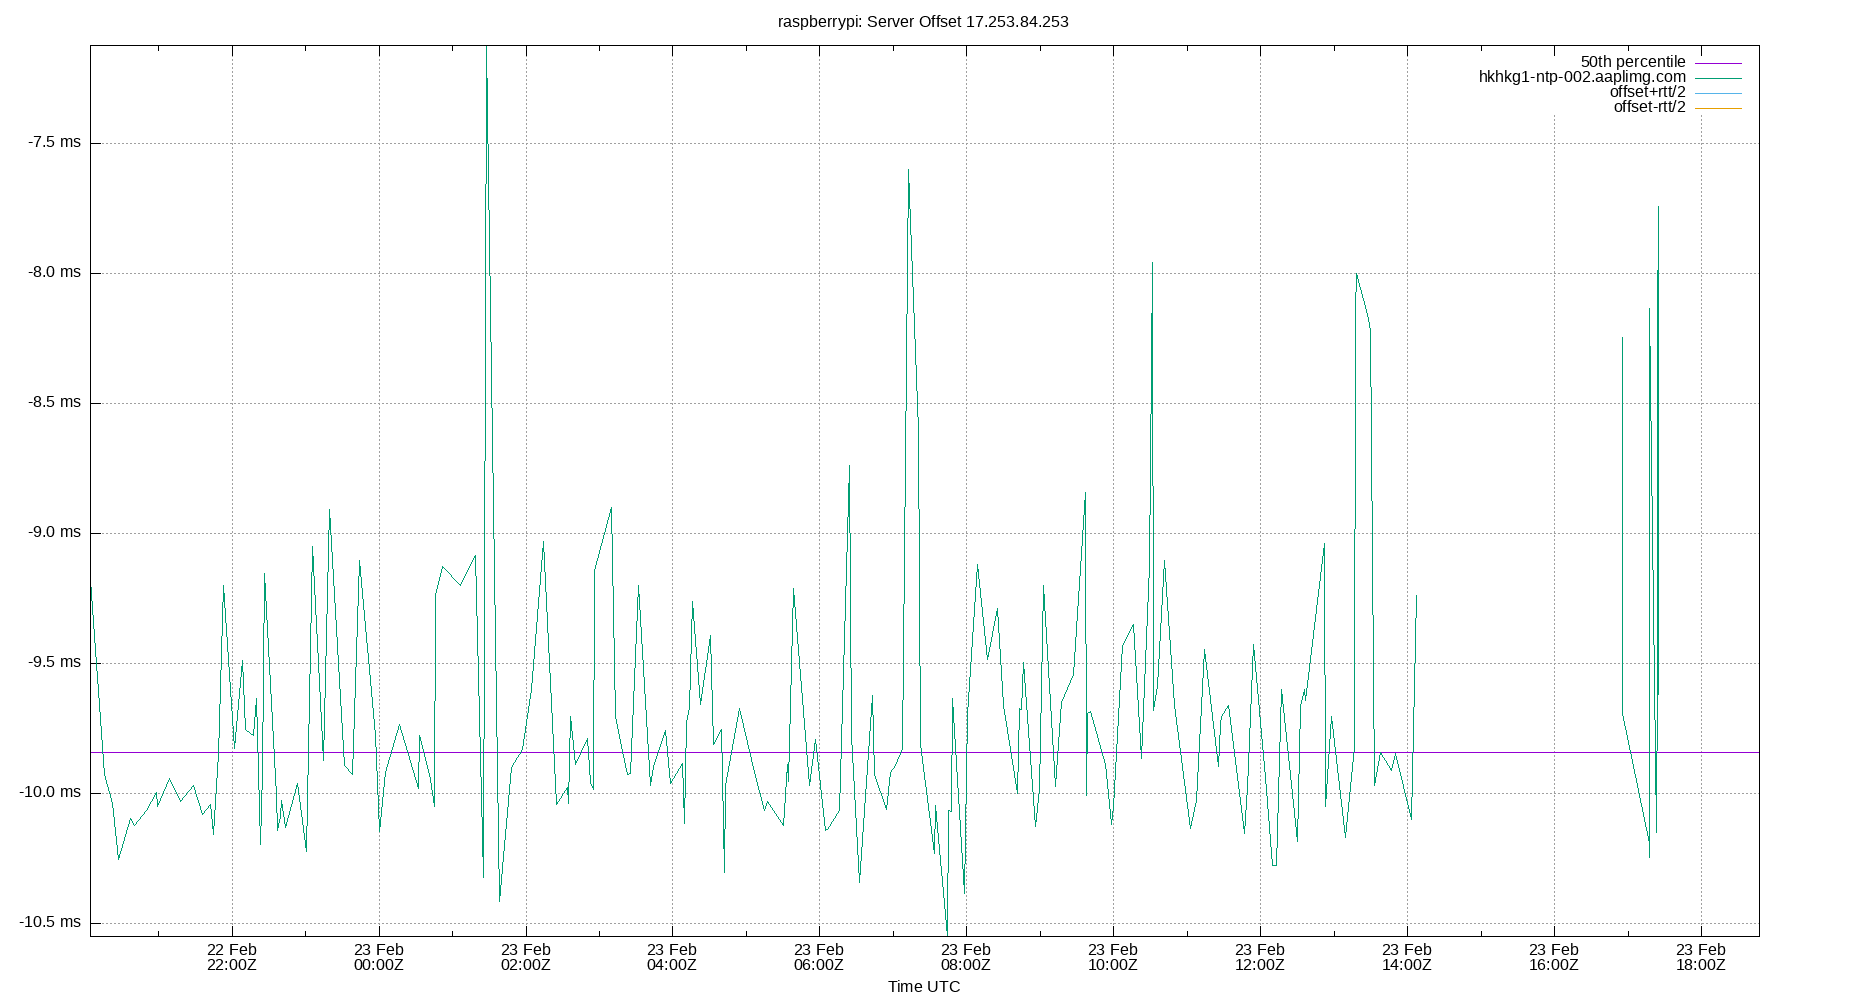 raspberrypi: Server Offset 17.253.84.253
50th percentile
hkhkg1-ntp-002.aaplimg.com
offset+rtt/2
offset-rtt/2
-7.5 ms
-8.0 ms
-8.5 ms
-9.0 ms
-9.5 ms
-10.0 ms
-10.5 ms
22 Feb 23 Feb 23 Feb 23 Feb 23 Feb 23 Feb 23 Feb 23 Feb 23 Feb 23 Feb 23 Feb
22:00Z 00:00Z 02:00Z 04:00Z 06:00Z 08:00Z 10:00Z 12:00Z 14:00Z 16:00Z 18:00Z
Time UTC